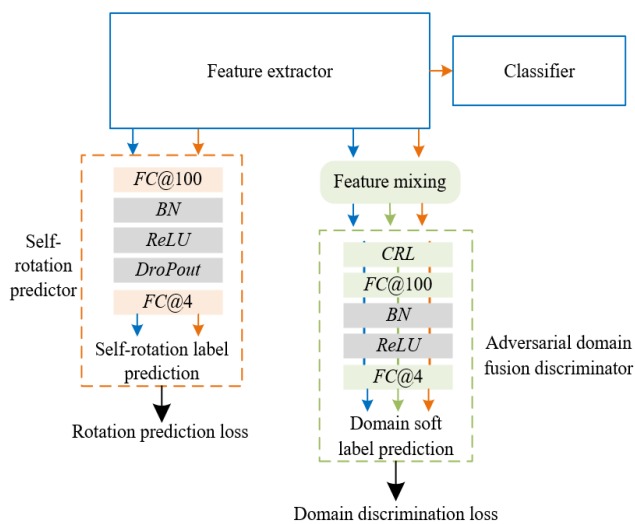 Feature extractor
Classifier
FC@100
BN
ReLU
DroPout
FC@4
Self-
rotation
predictor
Self-rotation label
prediction
Rotation prediction loss
Feature mixing
CRL
FC@100
BN
ReLU
FC@4
Adversarial domain
fusion discriminator
Domain soft
label prediction
Domain discrimination loss